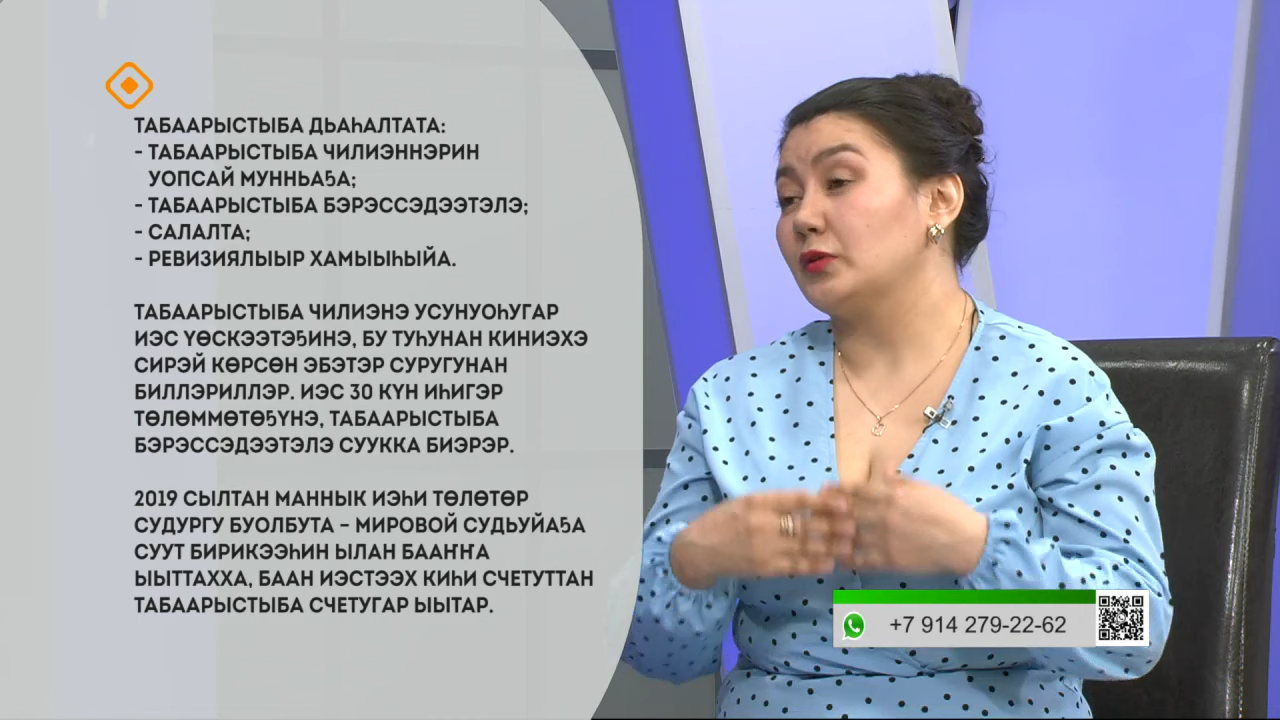 ТАБААРЫСТЫБА ДЬАҺАЛТАТА:
- ТАБААРЫСТЫБА ЧИЛИЭННЭРИН
УОПСАЙ МУННЬАҔА;
- ТАБААРЫСТЫБА БЭРЭССЭДЭЭТЭЛЭ;
- САЛАЛТА;
- РЕВИЗИЯЛЫЫР ХАМЫЫҺЫЙА.
ТАБААРЫСТЫБА ЧИЛИЭНЭ УСУНУОҺУГАР
ИЭС ҮӨСКЭЭТЭҔИНЭ, БУ ТУҺУНАН КИНИЭХЭ
СИРЭЙ КӨРСӨН ЭБЭТЭР СУРУГУНАН
БИЛЛЭРИЛЛЭР. ИЭС 30 КҮН ИҺИГЭР
ТӨЛӨММӨТӨҔҮНЭ, ТАБААРЫСТЫБА
БЭРЭССЭДЭЭТЭЛЭ СУУККА БИЭРЭР.
2019 СЫЛТАН МАННЫК ИЭҺИ ТӨЛӨТӨР
СУДУРГУ БУОЛБУТА – МИРОВОЙ СУДЬУЙАҔА
СУУТ БИРИКЭЭҺИН ЫЛАН БААҤҤА
ЫЫТТАХХА, БААН ИЭСТЭЭХ КИҺИ СЧЕТУТТАН
ТАБААРЫСТЫБА СЧЕТУГАР ЫЫТАР.
+7 914 279-22-62